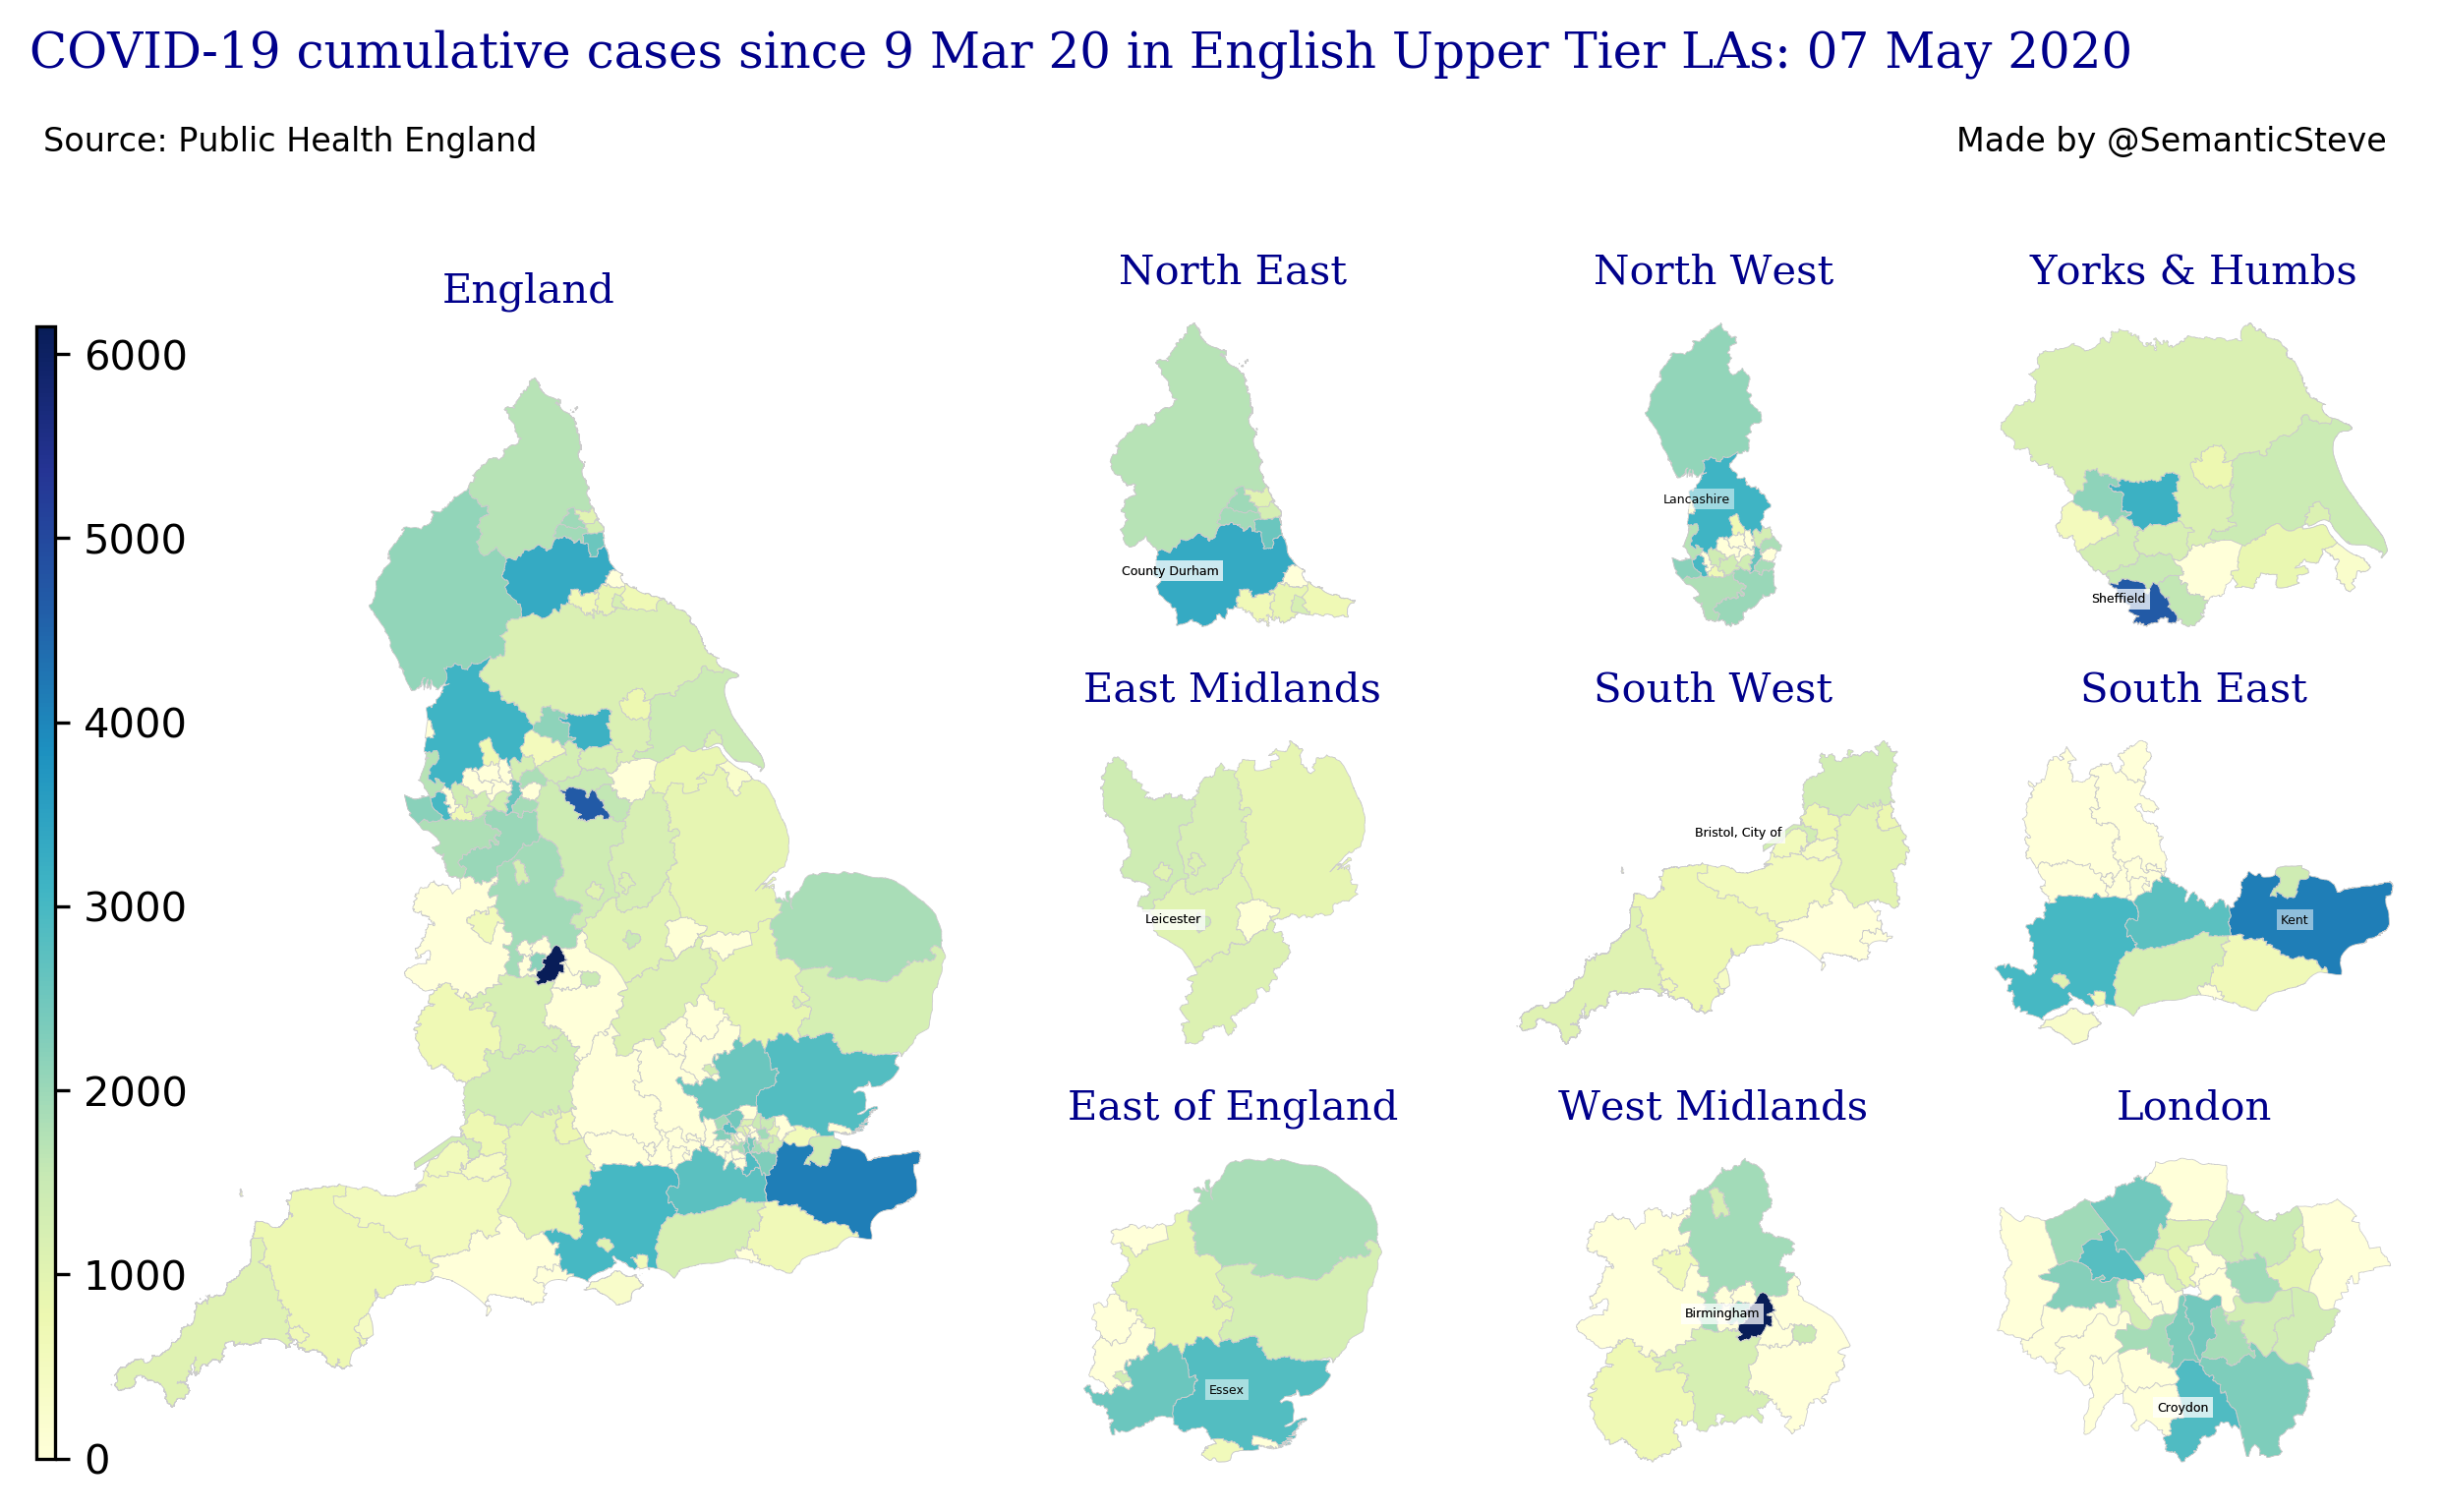 COVID-19 cumulative cases since 9 Mar 20 in English Upper Tier LAs: 07 May 2020
Source: Public Health England
Made by @SemanticSteve
England
North East
North West
Yorks & Humbs
6000
5000
4000
3000
2000
1000
0
County Durham
Lancashire
Sheffield
East Midlands
South West
South East
Leicester
Bristol, City of
Kent
East of England
West Midlands
London
Essex
Birmingham
Croydon